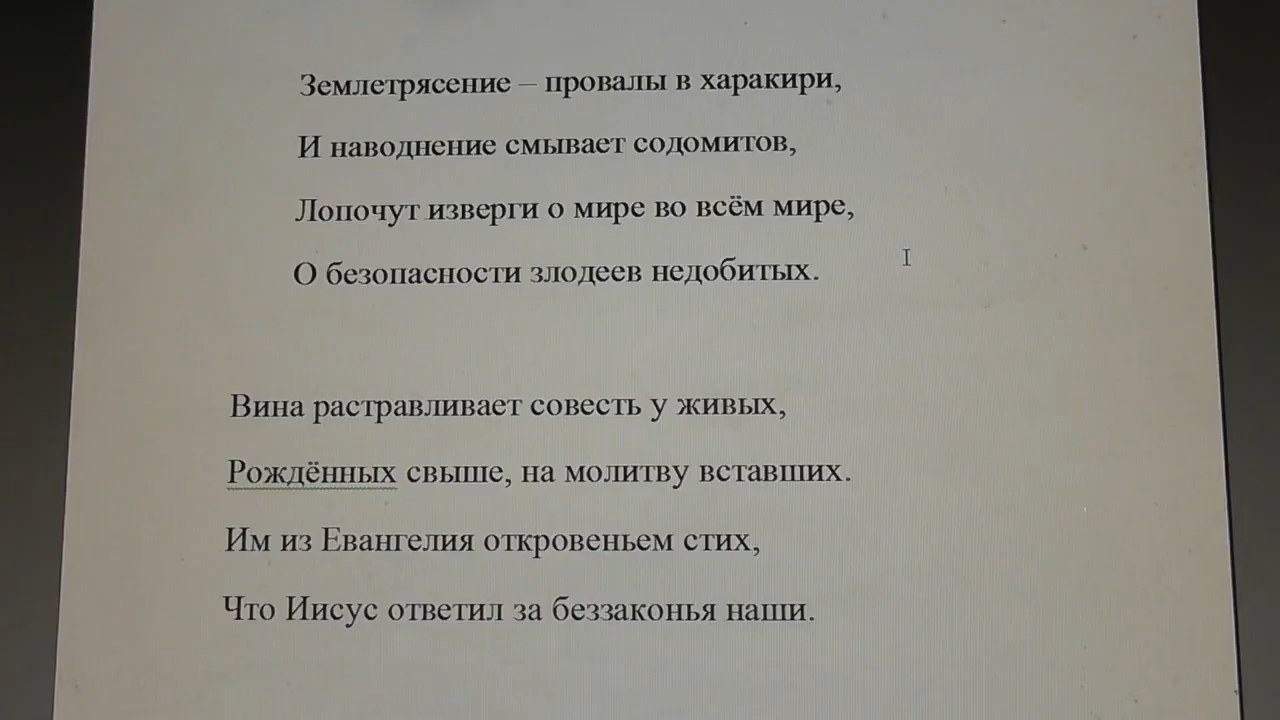 Землетрясение – провалы в харакири,
И наводнение смывает содомитов,
Лопочут изверги о мире во всём мире,
О безопасности злодеев недобитых.
Вина растравливает совесть у живых,
Рождённых свыше, на молитву вставших.
Им из Евангелия откровеньем стих,
Что Иисус ответил за беззаконья наши.